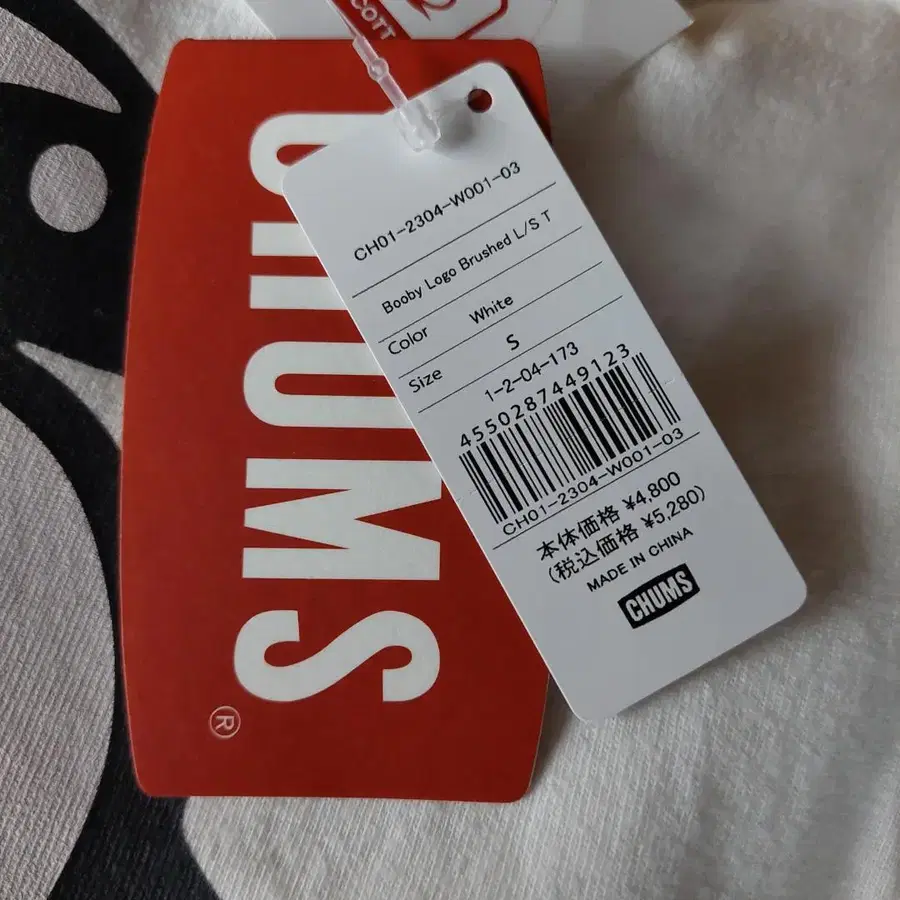 COTT
CHUMS
®
CH01-2304-W001-03
Booby Logo Brushed L/S T
Color White
Size S
1-2-04-173
4550287449123
CH01-2304-W001-03
本体価格 ¥4,800
(税込価格 ¥5,280)
MADE IN CHINA
CHUMS